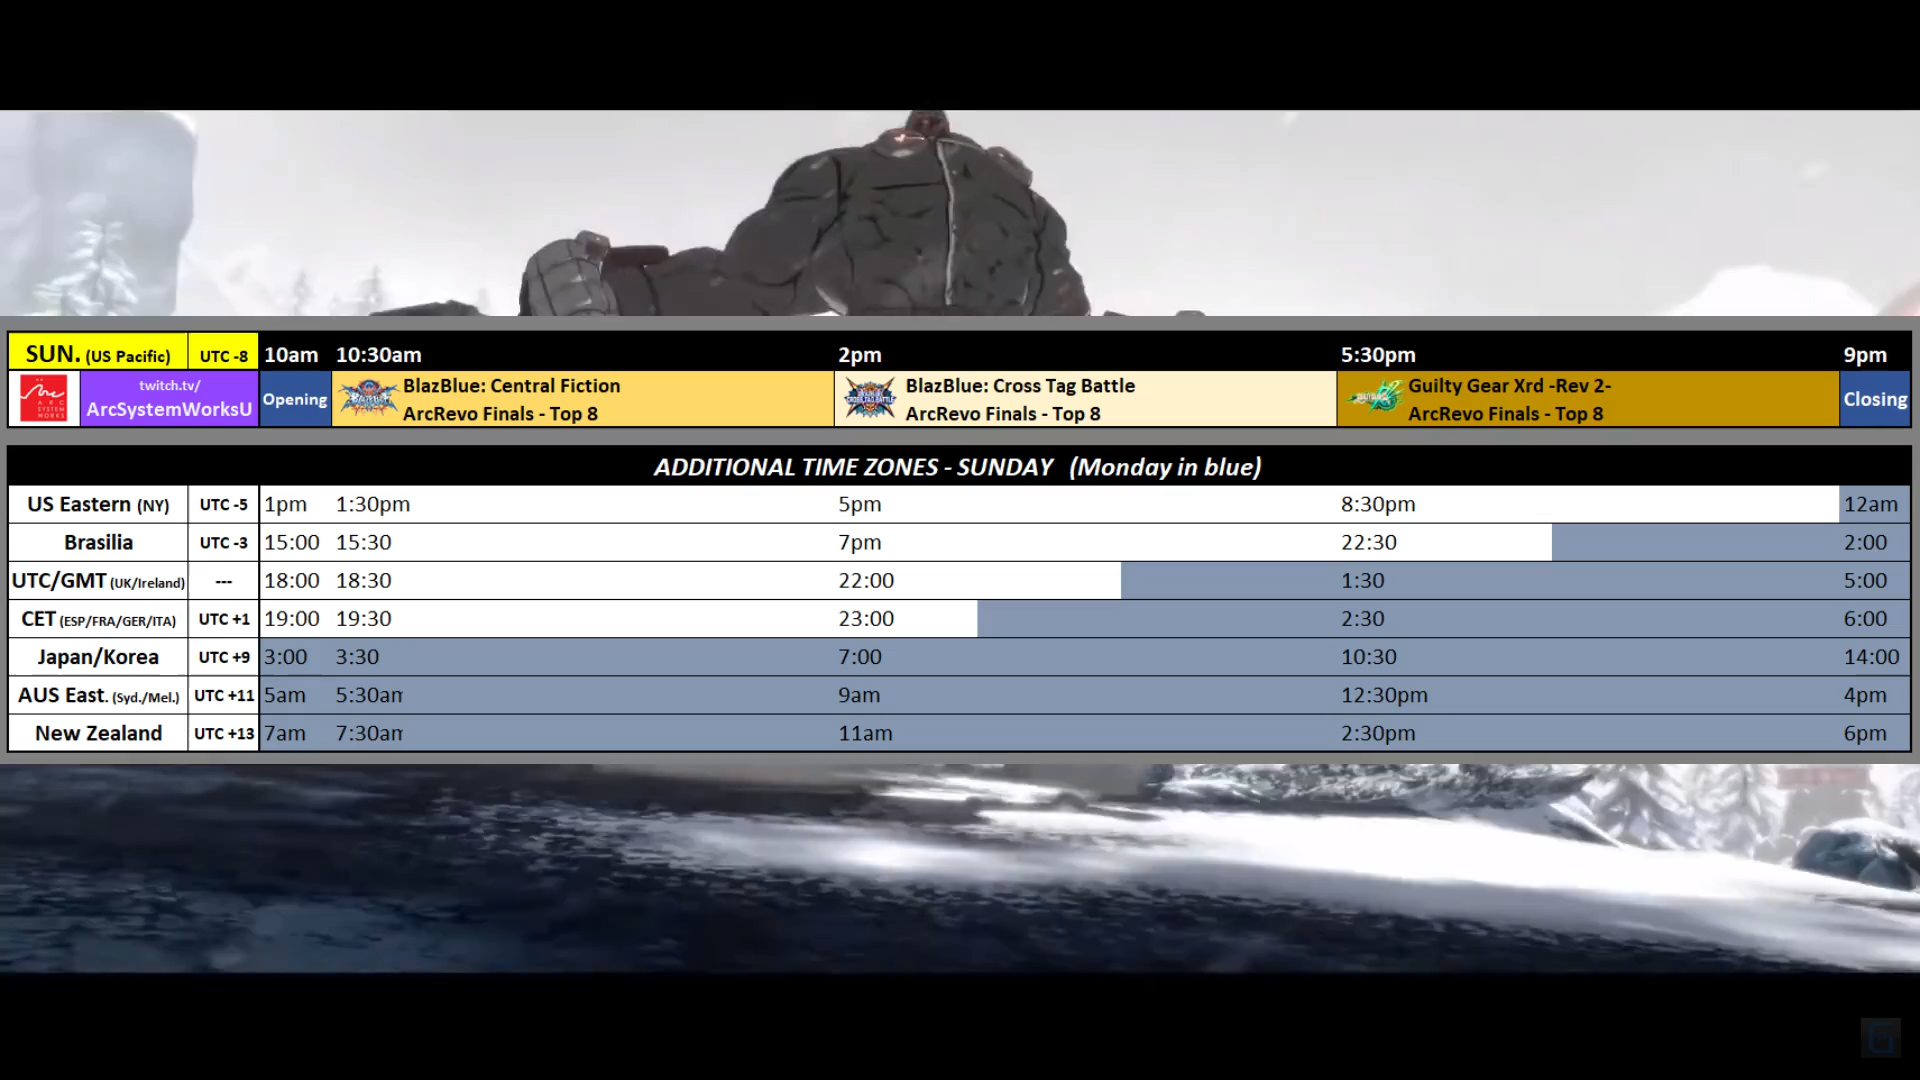 SUN. (US Pacific) UTC -8 10am 10:30am 2pm 5:30pm 9pm
ARC
SYSTEM
WORKS
twitch.tv/
ArcSystemWorksU
Opening
BlazBlue: Central Fiction
ArcRevo Finals - Top 8
BlazBlue: Cross Tag Battle
ArcRevo Finals - Top 8
Guilty Gear Xrd -Rev 2-
ArcRevo Finals - Top 8
Closing
ADDITIONAL TIME ZONES - SUNDAY (Monday in blue)
US Eastern (NY) UTC -5 1pm 1:30pm 5pm 8:30pm 12am
Brasilia UTC -3 15:00 15:30 7pm 22:30 2:00
UTC/GMT (UK/Ireland) --- 18:00 18:30 22:00 1:30 5:00
CET (ESP/FRA/GER/ITA) UTC +1 19:00 19:30 23:00 2:30 6:00
Japan/Korea UTC +9 3:00 3:30 7:00 10:30 14:00
AUS East. (Syd./Mel.) UTC +11 5am 5:30am 9am 12:30pm 4pm
New Zealand UTC +13 7am 7:30am 11am 2:30pm 6pm